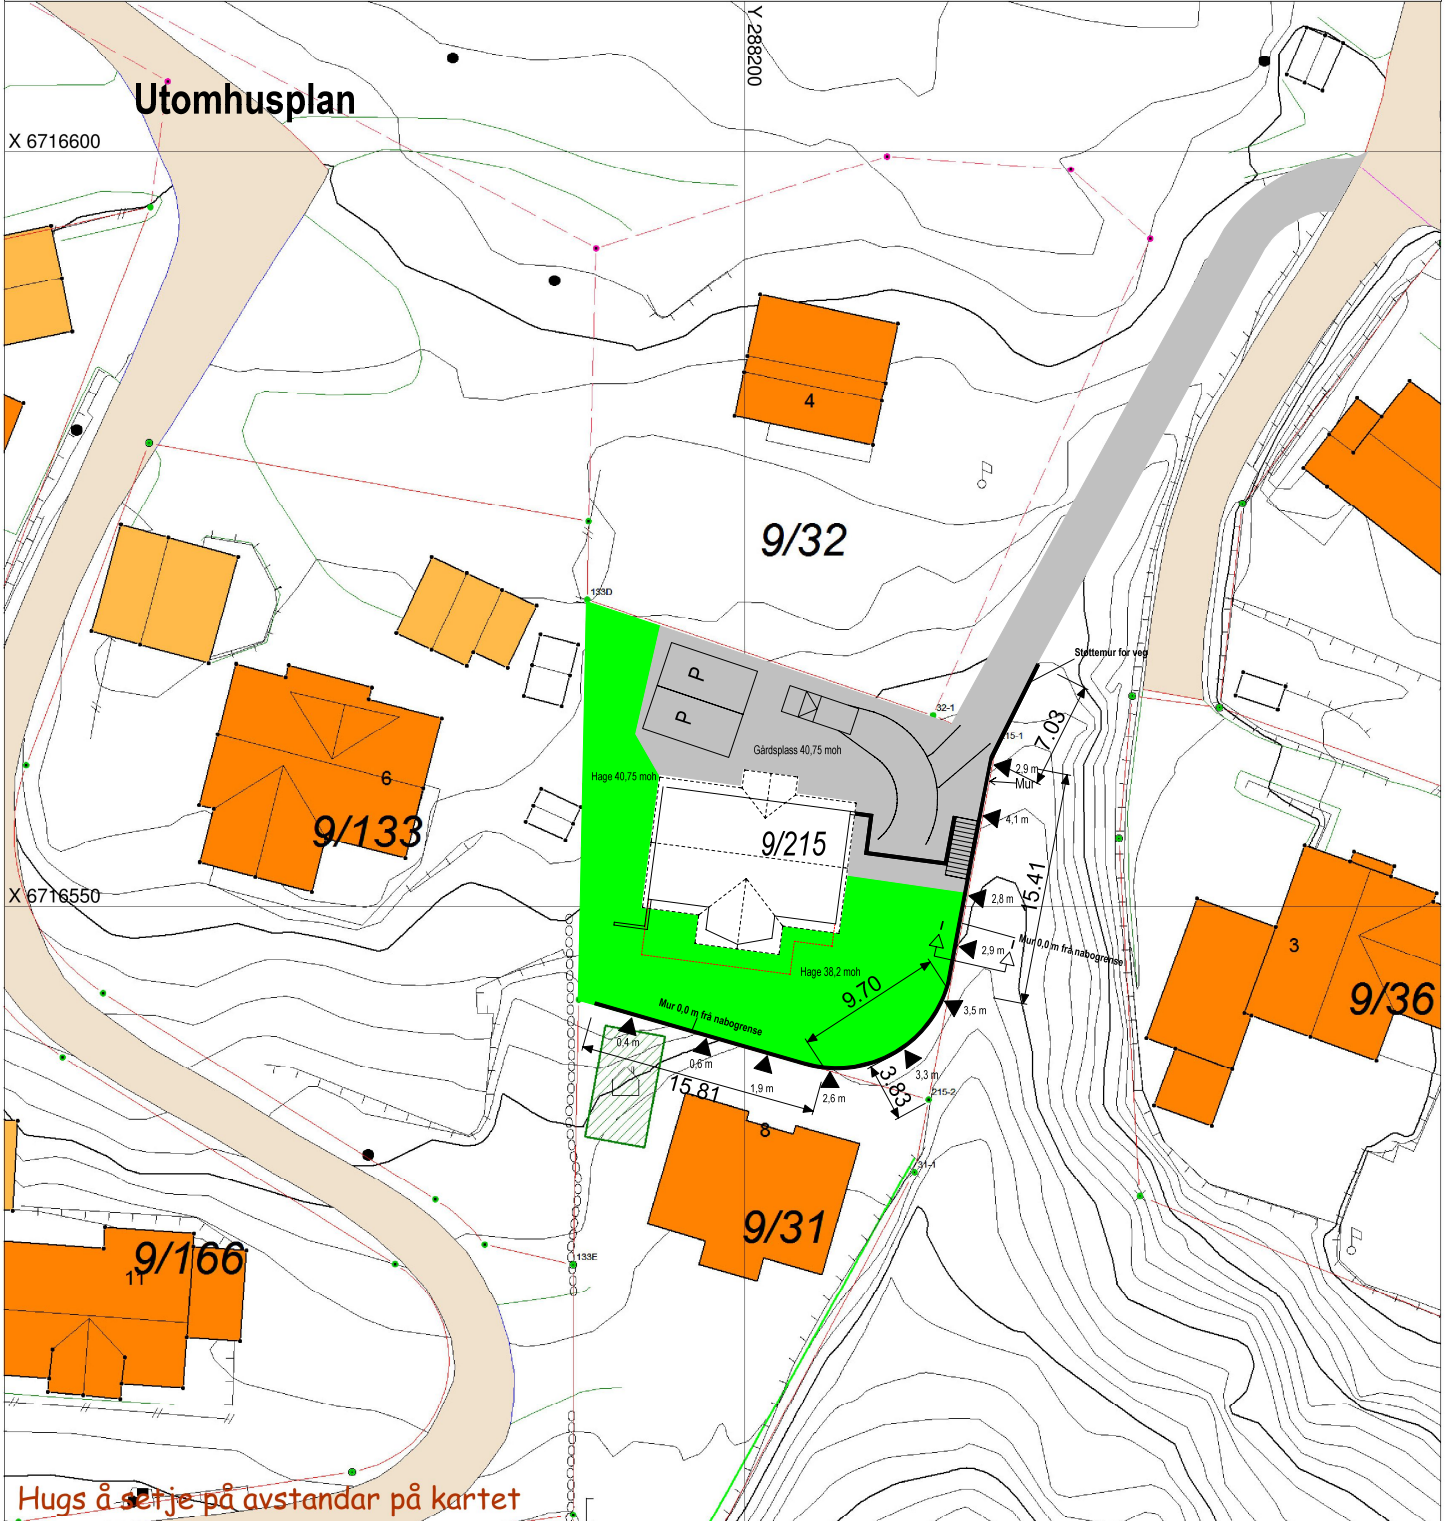 Utomhusplan
Y 288200
X 6716600
4
9/32
133D
Støttemur for veg
32-1
215-1
7.03
P
P
Gårdsplass 40,75 moh
2,9 m
Mur
Hage 40,75 moh
6
4,1 m
9/133
9/215
15.41
X 6716550
2,8 m
Mur 0,0 m frå nabogrense
2,9 m
3
Hage 38,2 moh
9.70
9/36
3,5 m
Mur 0,0 m frå nabogrense
0,4 m
0,6 m
3,3 m
15.81
1,9 m
2,6 m
3.83
215-2
8
31-1
9/31
9/166
11
133E
Hugs å setje på avstandar på kartet